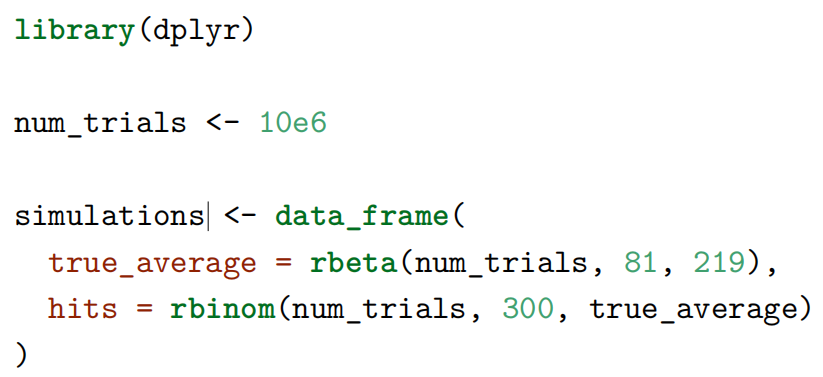 library(dplyr)
num_trials <- 10e6
simulations <- data_frame(
true_average = rbeta(num_trials, 81, 219),
hits = rbinom(num_trials, 300, true_average)
)